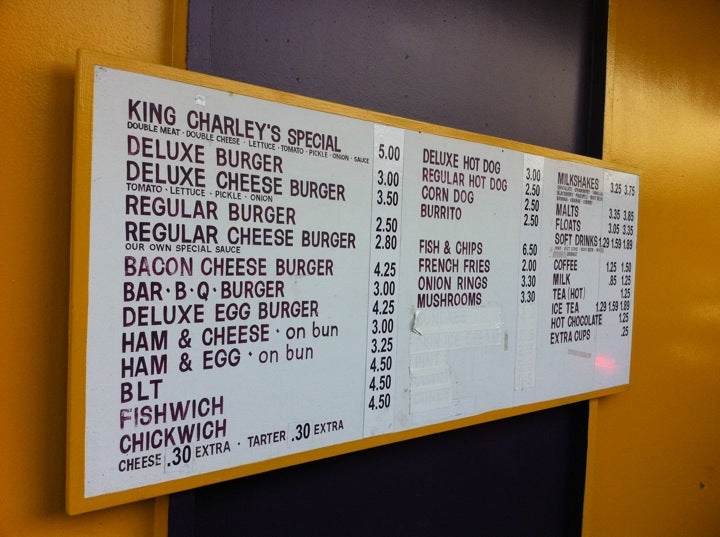 KING CHARLEY'S SPECIAL 5.00
DOUBLE MEAT · DOUBLE CHEESE · LETTUCE · TOMATO · PICKLE · ONION · SAUCE
DELUXE BURGER 3.00
DELUXE CHEESE BURGER 3.50
TOMATO · LETTUCE · PICKLE · ONION
REGULAR BURGER 2.50
REGULAR CHEESE BURGER 2.80
OUR OWN SPECIAL SAUCE
BACON CHEESE BURGER 4.25
BAR · B · Q · BURGER 3.00
DELUXE EGG BURGER 4.25
HAM & CHEESE · on bun 3.00
HAM & EGG · on bun 3.25
BLT 4.50
FISHWICH 4.50
CHICKWICH 4.50
CHEESE .30 EXTRA · TARTER .30 EXTRA
DELUXE HOT DOG 3.00
REGULAR HOT DOG 2.50
CORN DOG 2.50
BURRITO 2.50
FISH & CHIPS 6.50
FRENCH FRIES 2.00
ONION RINGS 3.30
MUSHROOMS 3.30
MILKSHAKES 3.25 3.75
MALTS 3.35 3.85
FLOATS 3.05 3.35
SOFT DRINKS 1.29 1.59 1.89
COFFEE 1.25 1.50
MILK .85 1.25
TEA (HOT) 1.25
ICE TEA 1.29 1.59 1.89
HOT CHOCOLATE 1.25
EXTRA CUPS .25